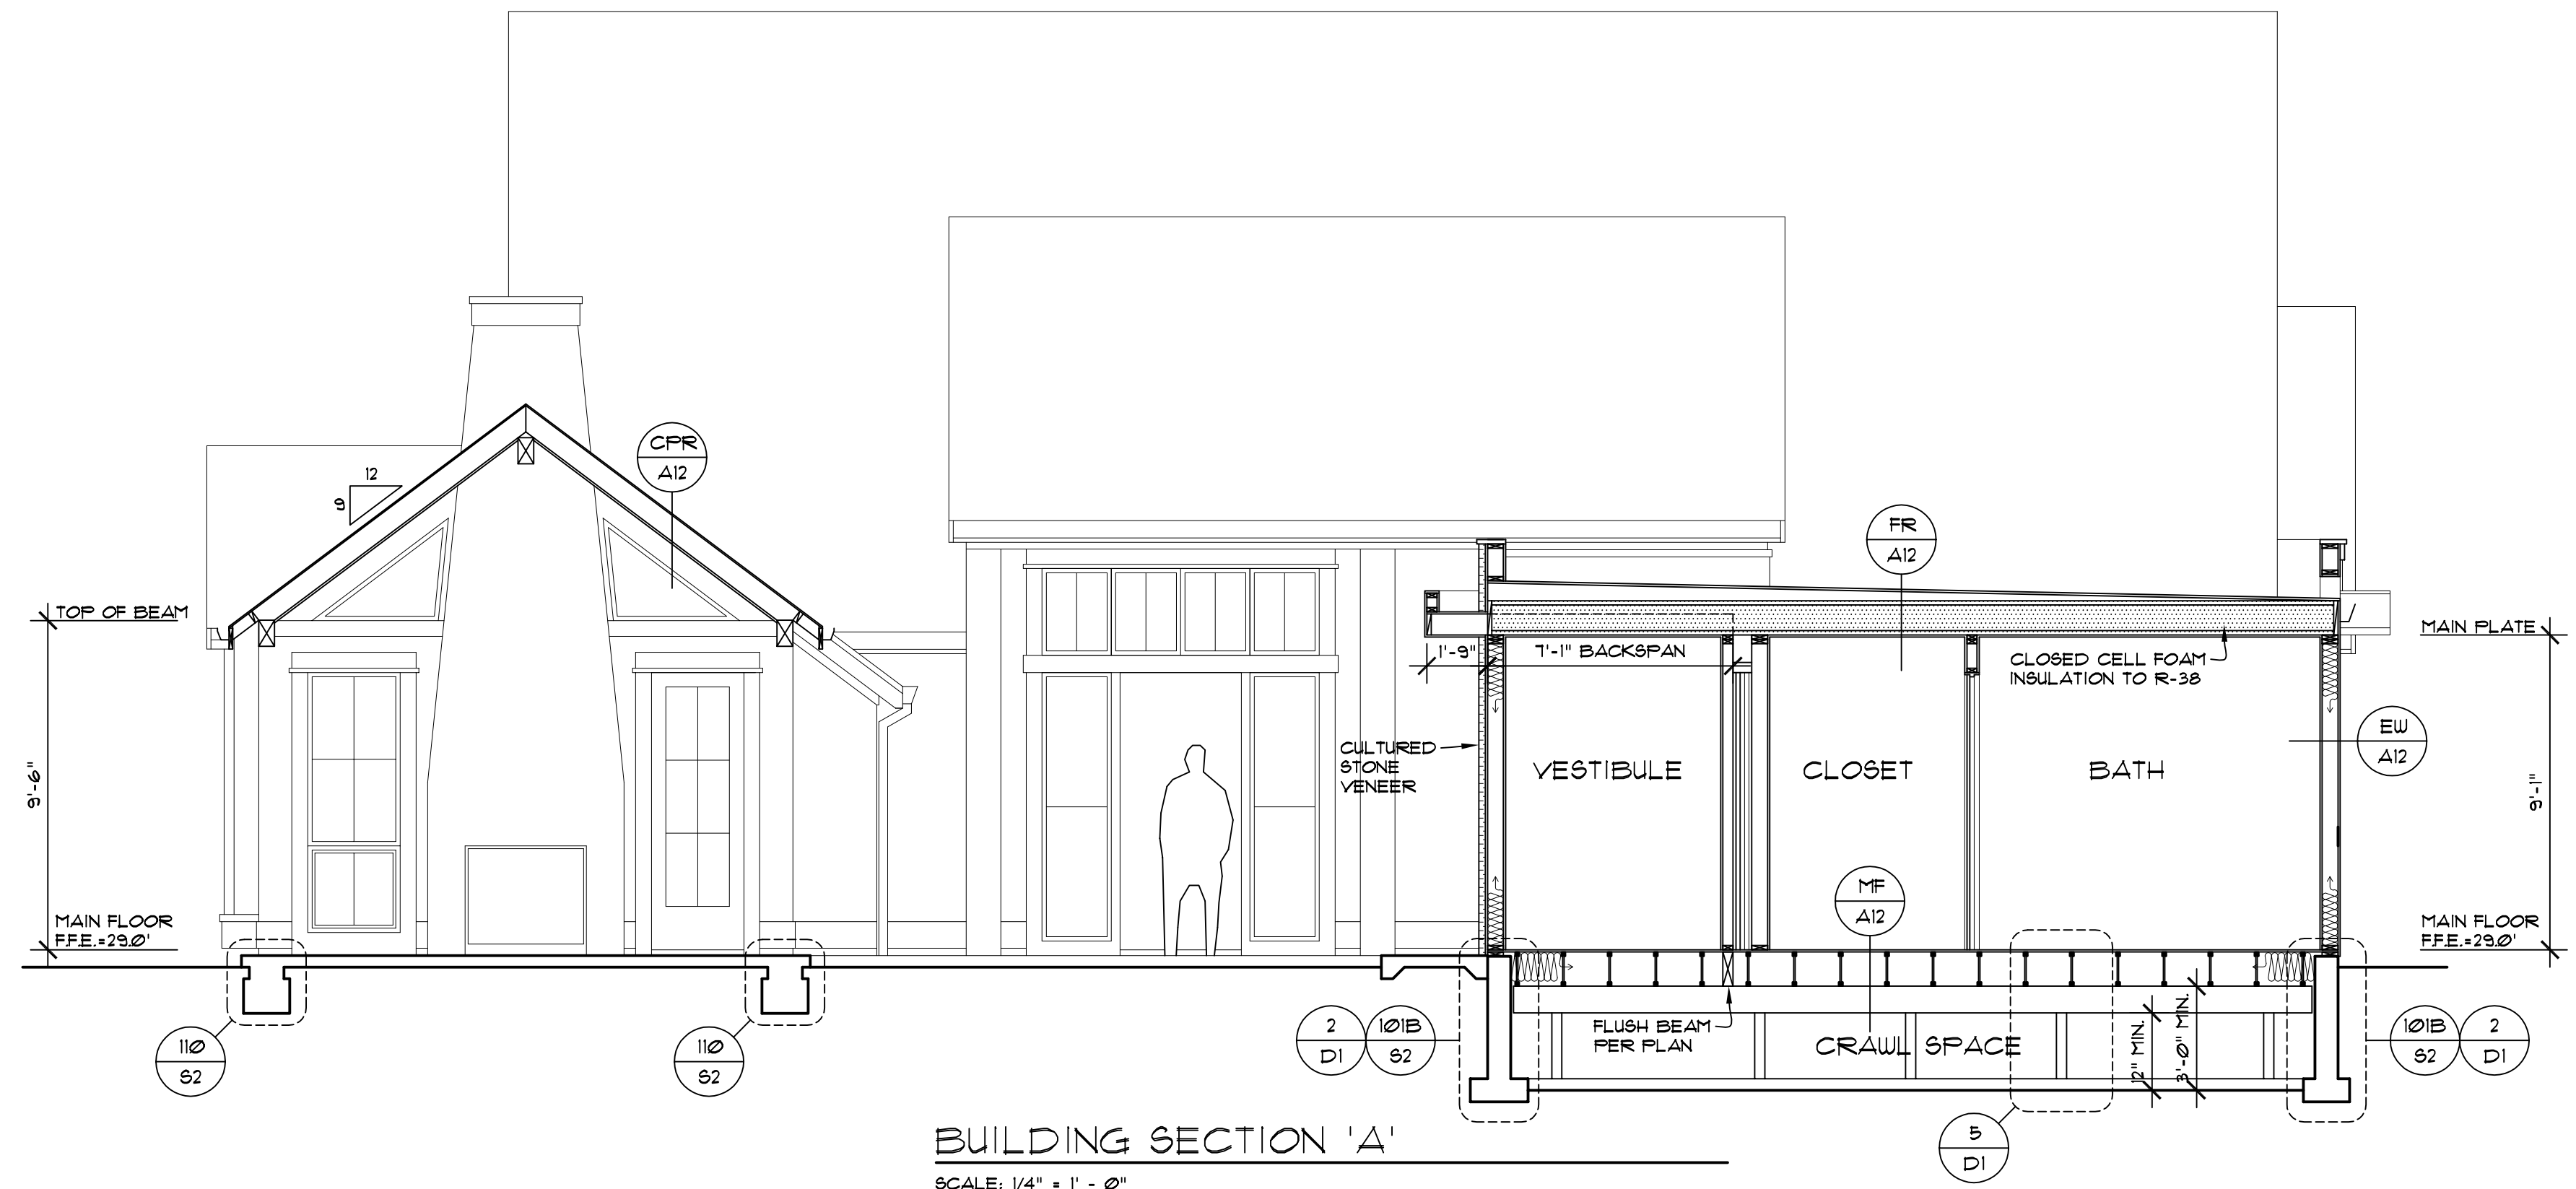 CPR
A12
12
9
TOP OF BEAM
9'-6"
MAIN FLOOR
F.F.E.=29.0'
FR
A12
MAIN PLATE
1'-9"
7'-1" BACKSPAN
CLOSED CELL FOAM
INSULATION TO R-38
CULTURED
STONE
VENEER
VESTIBULE
CLOSET
BATH
EW
A12
9'-1"
MF
A12
MAIN FLOOR
F.F.E.=29.0'
110
S2
110
S2
2
D1
101B
S2
FLUSH BEAM
PER PLAN
CRAWL SPACE
12" MIN.
3'-0" MIN.
101B
S2
2
D1
5
D1
BUILDING SECTION 'A'
SCALE: 1/4" = 1' - 0"